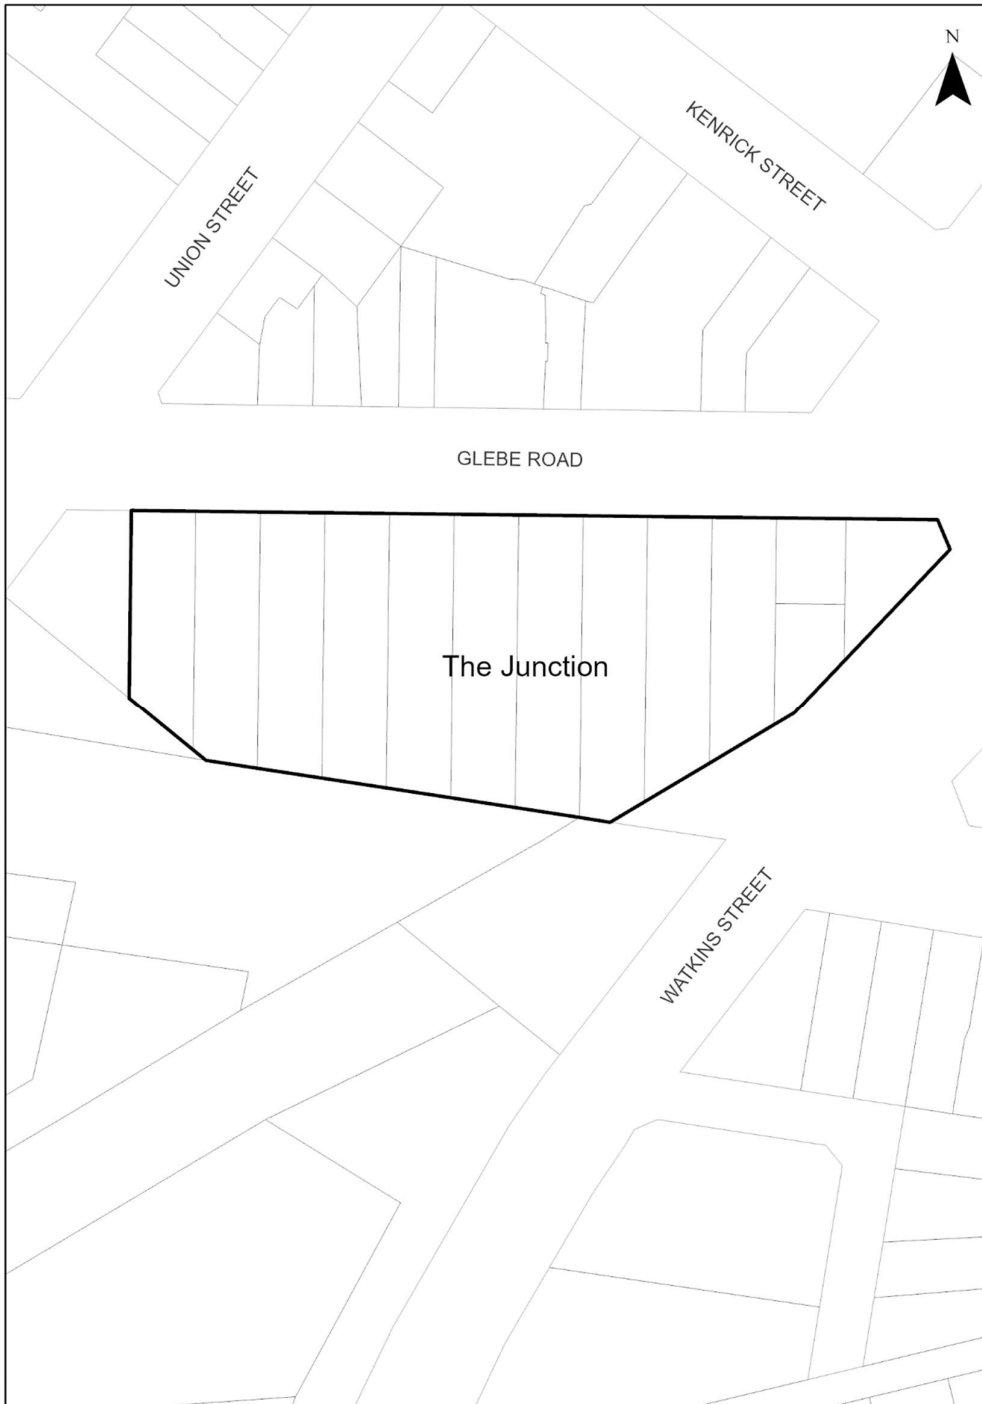 N
KENRICK STREET
UNION STREET
GLEBE ROAD
The Junction
WATKINS STREET